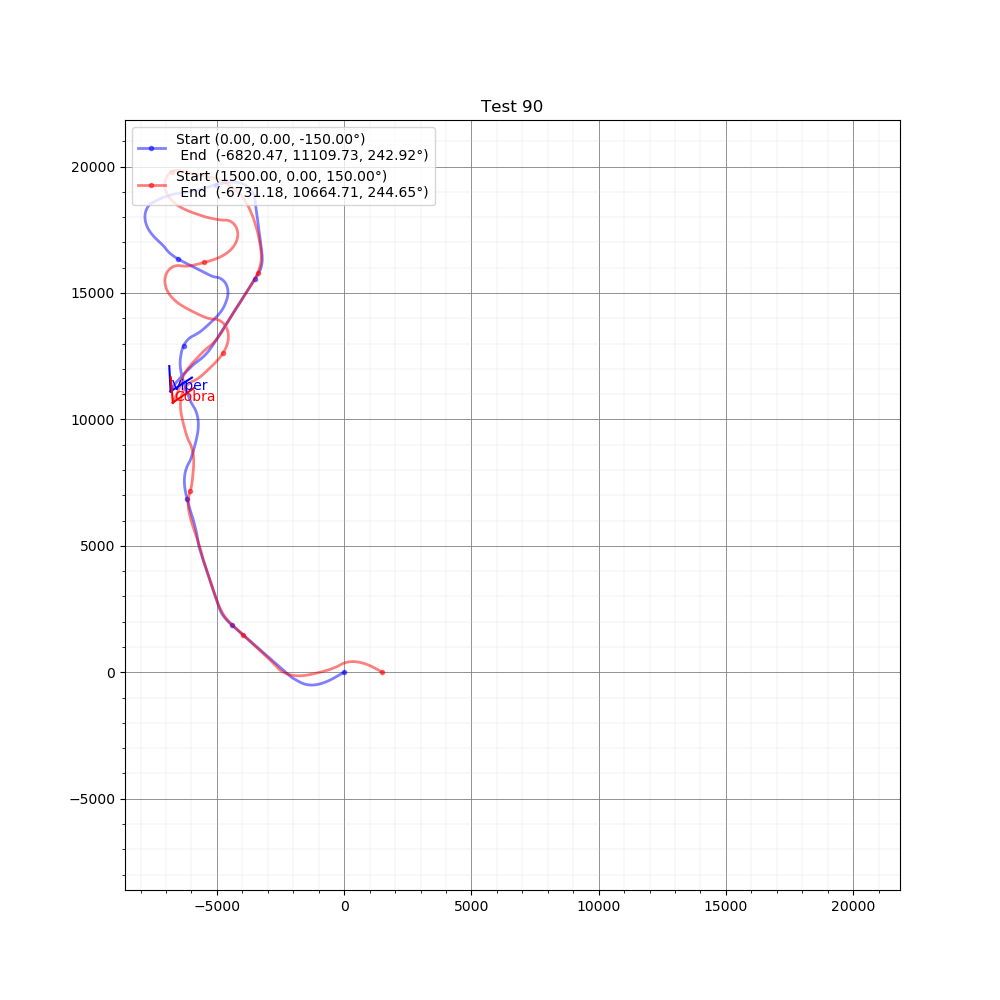 Test 90
Start (0.00, 0.00, -150.00°)
End  (-6820.47, 11109.73, 242.92°)
Start (1500.00, 0.00, 150.00°)
End  (-6731.18, 10664.71, 244.65°)
20000
15000
Viper
Cobra
10000
5000
0
−5000
−5000
0
5000
10000
15000
20000